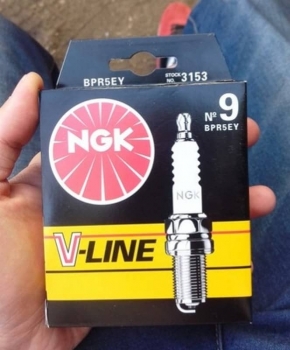 BPR5EY STOCK NO. 3153
NGK
Nº 9
BPR5EY
NGK
V-LINE